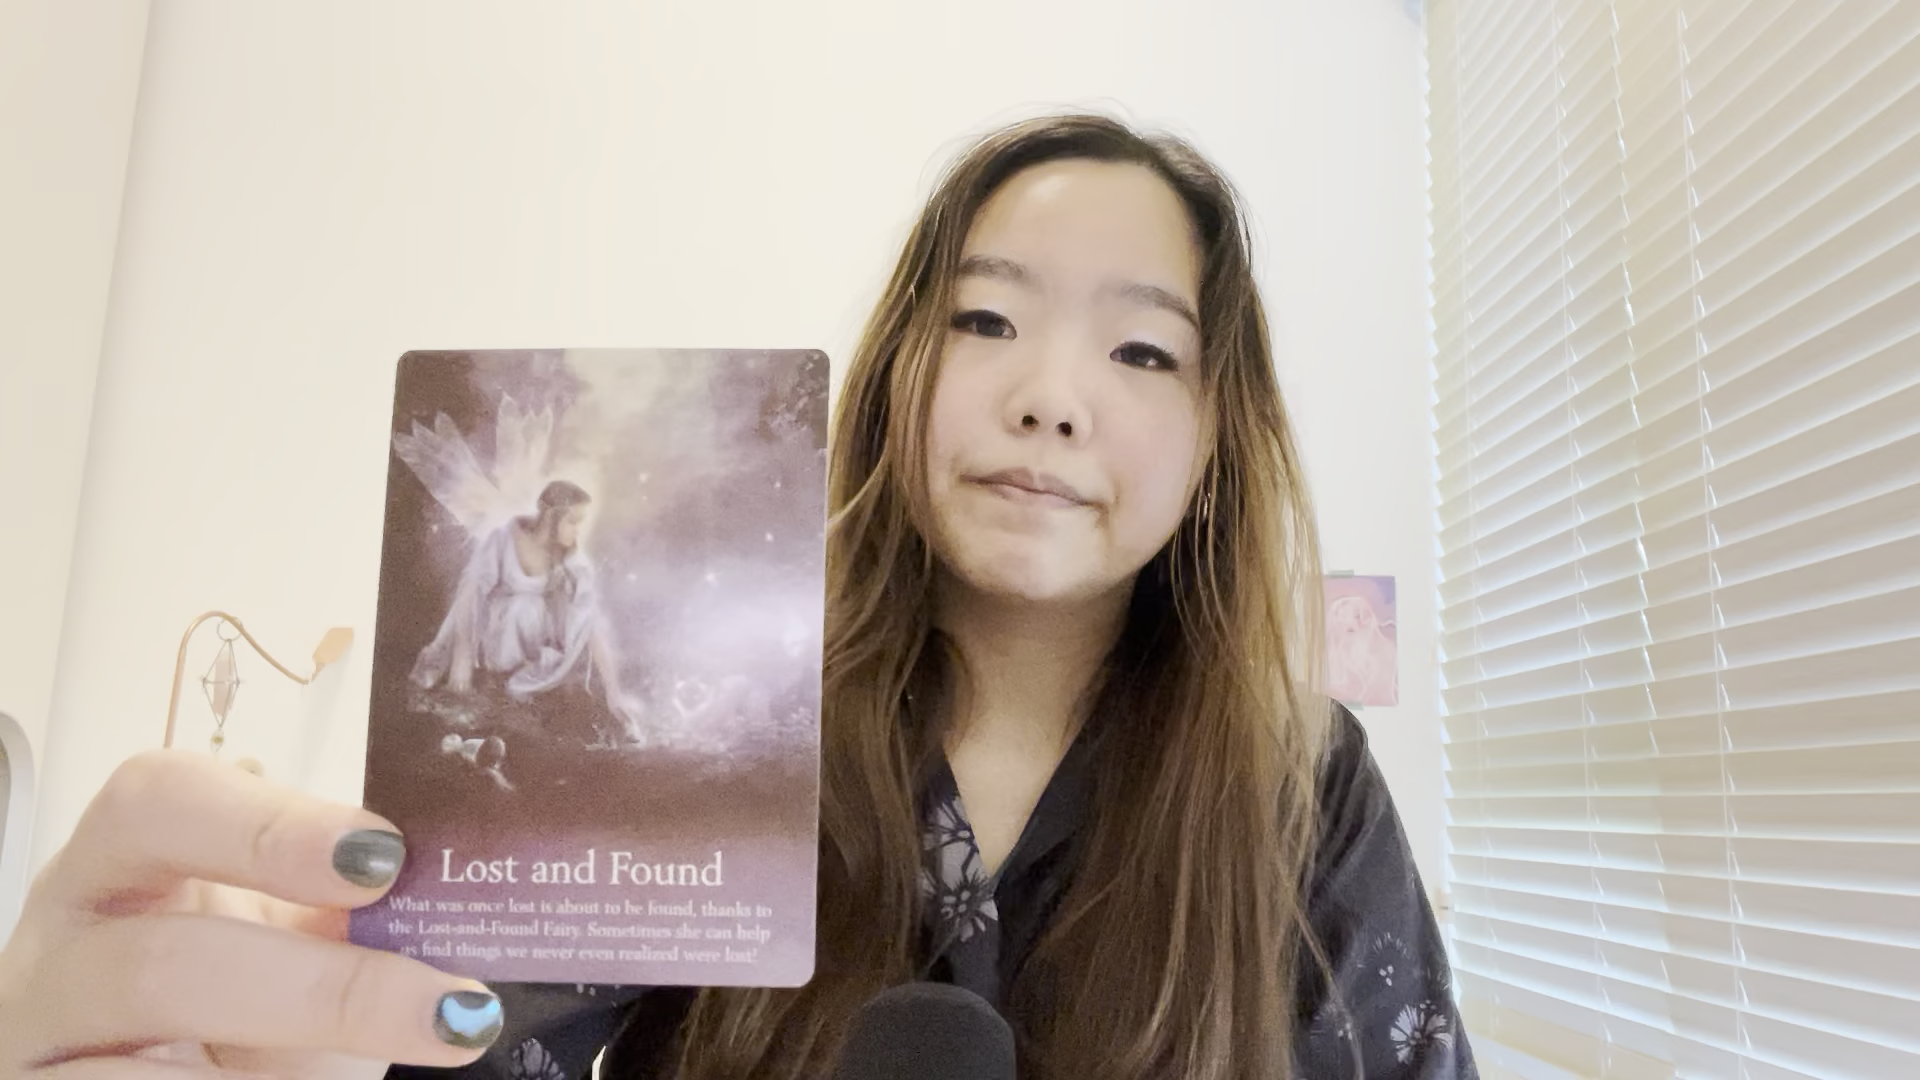 Lost and Found
What was once lost is about to be found, thanks to
the Lost-and-Found Fairy. Sometimes she can help
us find things we never even realized were lost!